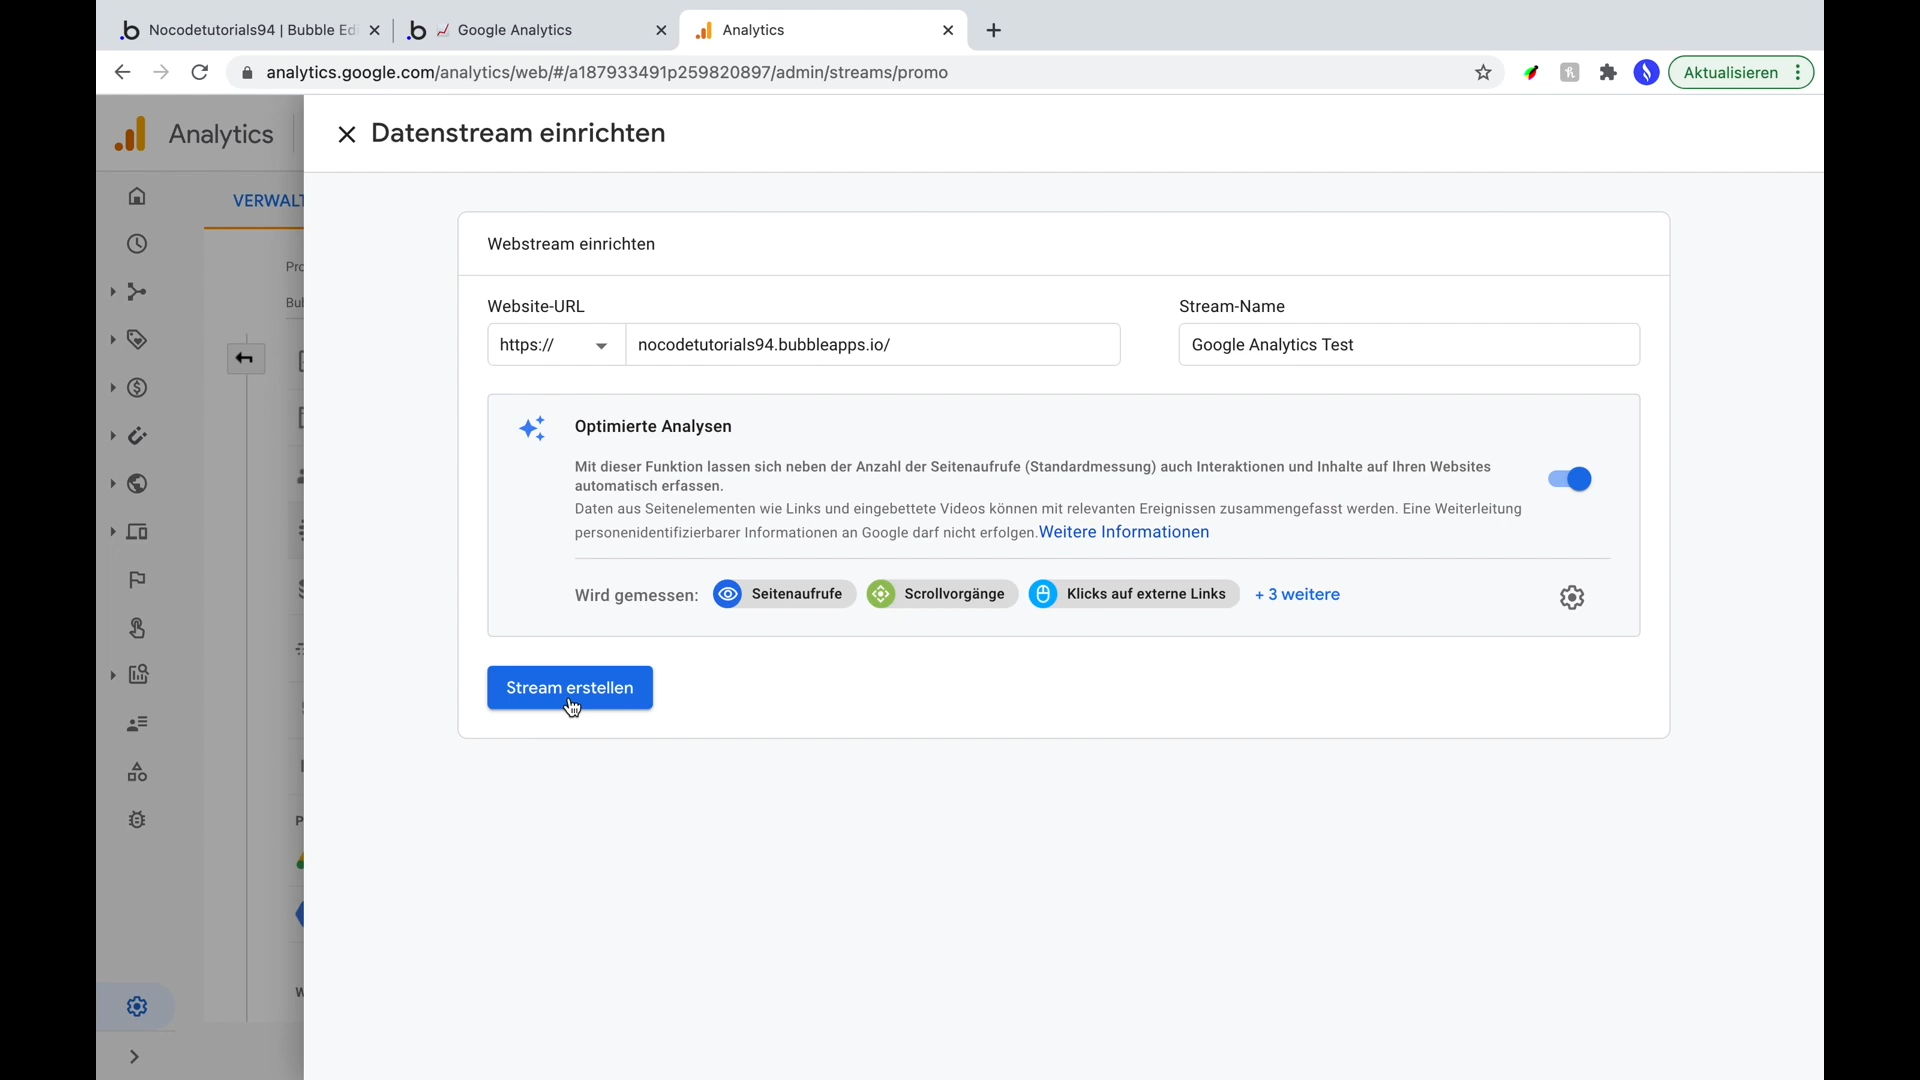 Nocodetutorials94 | Bubble Ed
Google Analytics
Analytics
analytics.google.com/analytics/web/#/a187933491p259820897/admin/streams/promo
Aktualisieren
Analytics
Datenstream einrichten
VERWALT
Pro
Bul
Webstream einrichten
Website-URL
Stream-Name
https://
nocodetutorials94.bubbleapps.io/
Google Analytics Test
Optimierte Analysen
Mit dieser Funktion lassen sich neben der Anzahl der Seitenaufrufe (Standardmessung) auch Interaktionen und Inhalte auf Ihren Websites
automatisch erfassen.
Daten aus Seitenelementen wie Links und eingebettete Videos können mit relevanten Ereignissen zusammengefasst werden. Eine Weiterleitung
personenidentifizierbarer Informationen an Google darf nicht erfolgen.Weitere Informationen
Wird gemessen: Seitenaufrufe Scrollvorgänge Klicks auf externe Links + 3 weitere
Stream erstellen